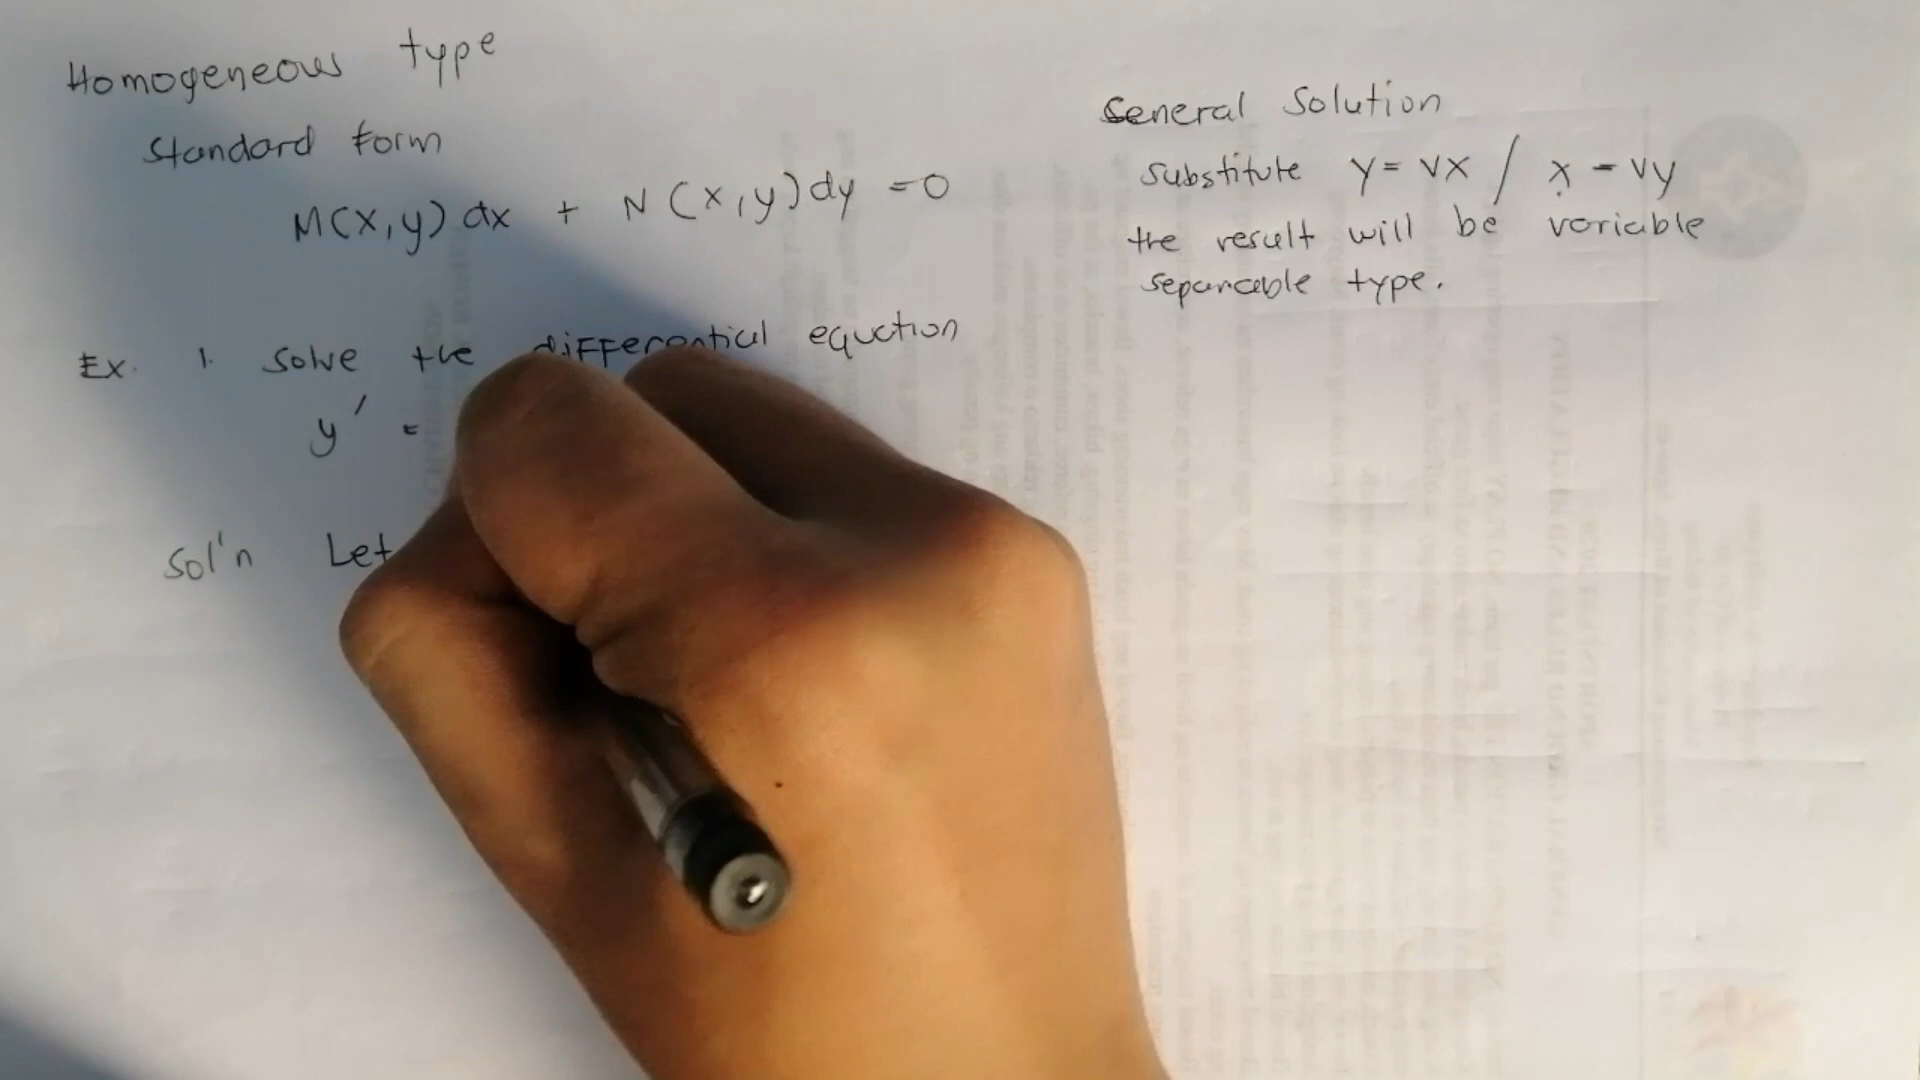 Homogeneous type
Standard form
M(x,y) dx + N(x,y) dy = 0
General Solution
substitute y = vx / x = vy
the result will be variable
separable type.
Ex. 1. Solve the differential equation
y' =
Sol'n Let